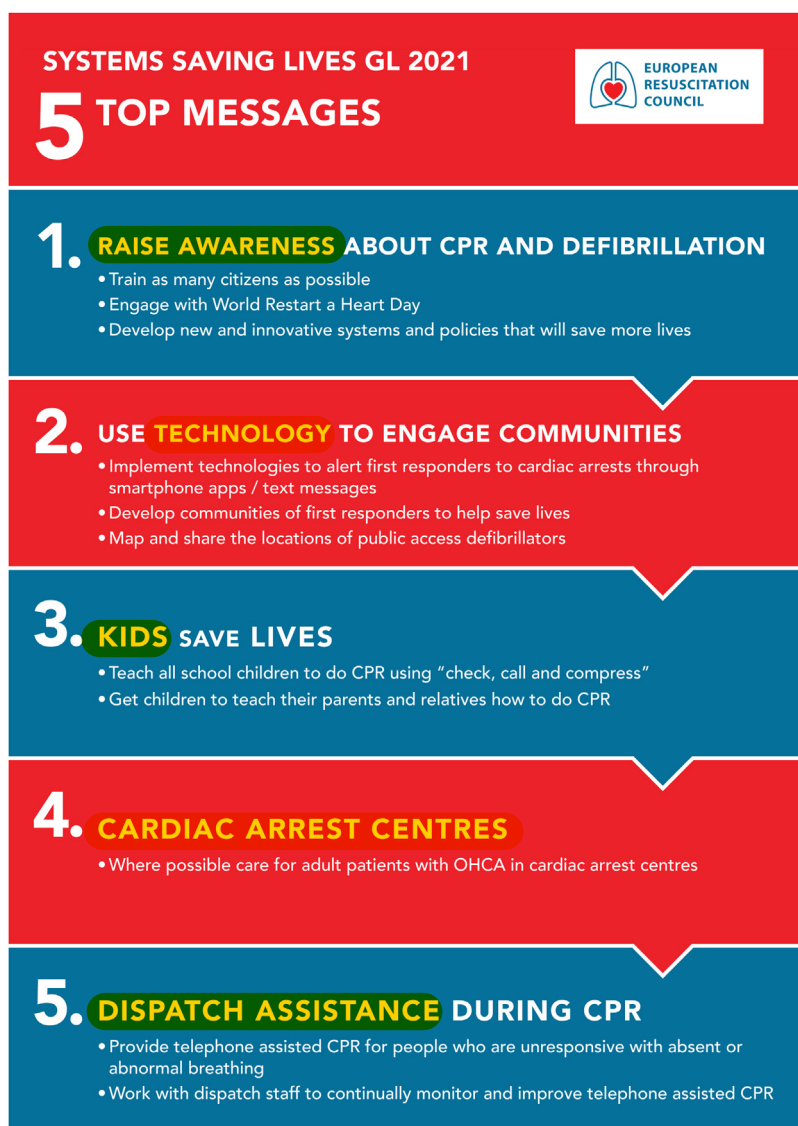 SYSTEMS SAVING LIVES GL 2021
5 TOP MESSAGES
EUROPEAN
RESUSCITATION
COUNCIL
1. RAISE AWARENESS ABOUT CPR AND DEFIBRILLATION
• Train as many citizens as possible
• Engage with World Restart a Heart Day
• Develop new and innovative systems and policies that will save more lives
2. USE TECHNOLOGY TO ENGAGE COMMUNITIES
• Implement technologies to alert first responders to cardiac arrests through
smartphone apps / text messages
• Develop communities of first responders to help save lives
• Map and share the locations of public access defibrillators
3. KIDS SAVE LIVES
• Teach all school children to do CPR using “check, call and compress”
• Get children to teach their parents and relatives how to do CPR
4. CARDIAC ARREST CENTRES
• Where possible care for adult patients with OHCA in cardiac arrest centres
5. DISPATCH ASSISTANCE DURING CPR
• Provide telephone assisted CPR for people who are unresponsive with absent or
abnormal breathing
• Work with dispatch staff to continually monitor and improve telephone assisted CPR